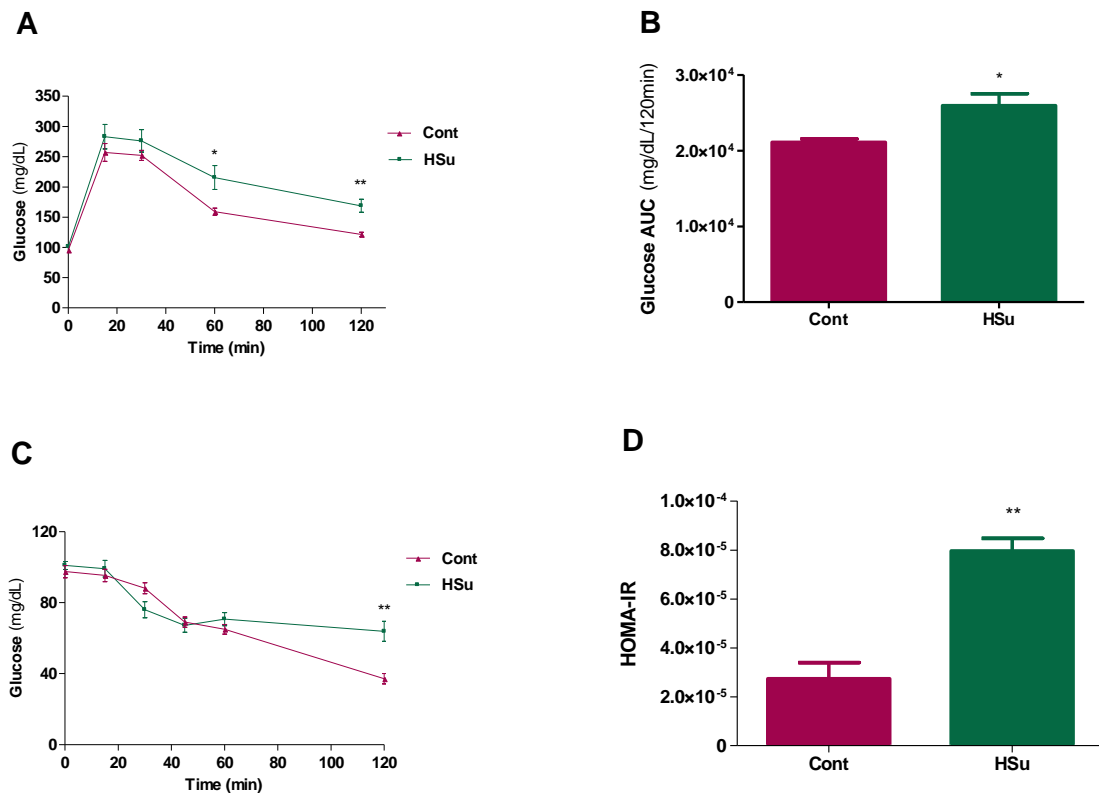 A
Glucose (mg/dL)
350
300
250
200
150
100
50
0
*
**
0 20 40 60 80 100 120
Time (min)
Cont
HSu
B
Glucose AUC (mg/dL/120min)
3.0×10⁴
2.0×10⁴
1.0×10⁴
0
*
Cont HSu
C
Glucose (mg/dL)
120
80
40
0
**
0 20 40 60 80 100 120
Time (min)
Cont
HSu
D
HOMA-IR
1.0×10⁻⁴
8.0×10⁻⁵
6.0×10⁻⁵
4.0×10⁻⁵
2.0×10⁻⁵
0
**
Cont HSu